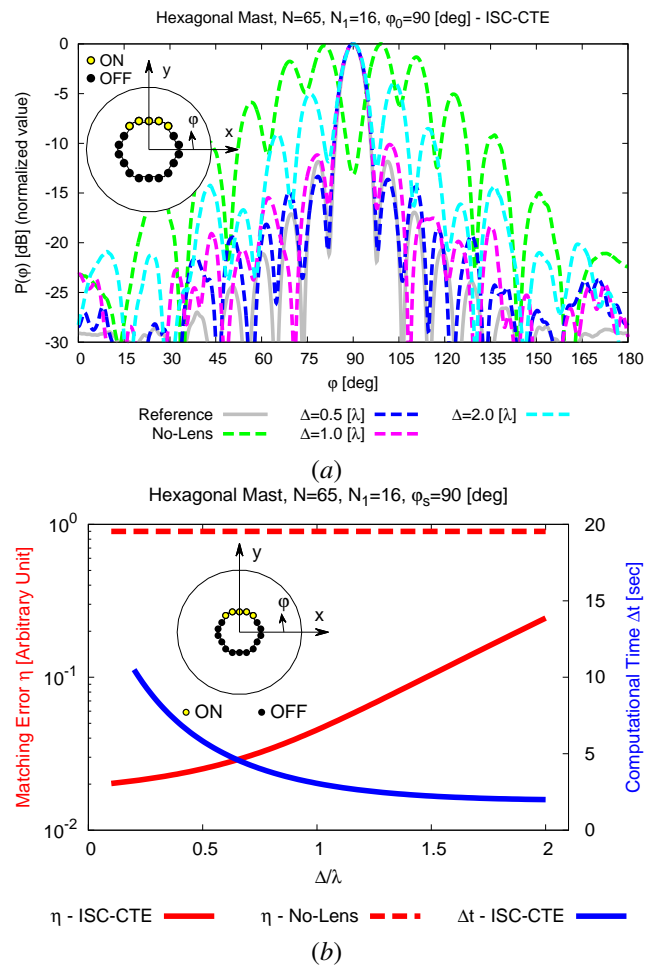 Hexagonal Mast, N=65, N₁=16, φ₀=90 [deg] - ISC-CTE
P(φ) [dB] (normalized value)
0
-5
-10
-15
-20
-25
-30
ON
OFF
y
x
φ
0 15 30 45 60 75 90 105 120 135 150 165 180
φ [deg]
Reference
No-Lens
Δ=0.5 [λ]
Δ=1.0 [λ]
Δ=2.0 [λ]
(a)
Hexagonal Mast, N=65, N₁=16, φₛ=90 [deg]
Matching Error η [Arbitrary Unit]
10⁰
10⁻¹
10⁻²
y
x
φ
ON OFF
20
15
10
5
0
Computational Time Δt [sec]
0 0.5 1 1.5 2
Δ/λ
η - ISC-CTE η - No-Lens Δt - ISC-CTE
(b)